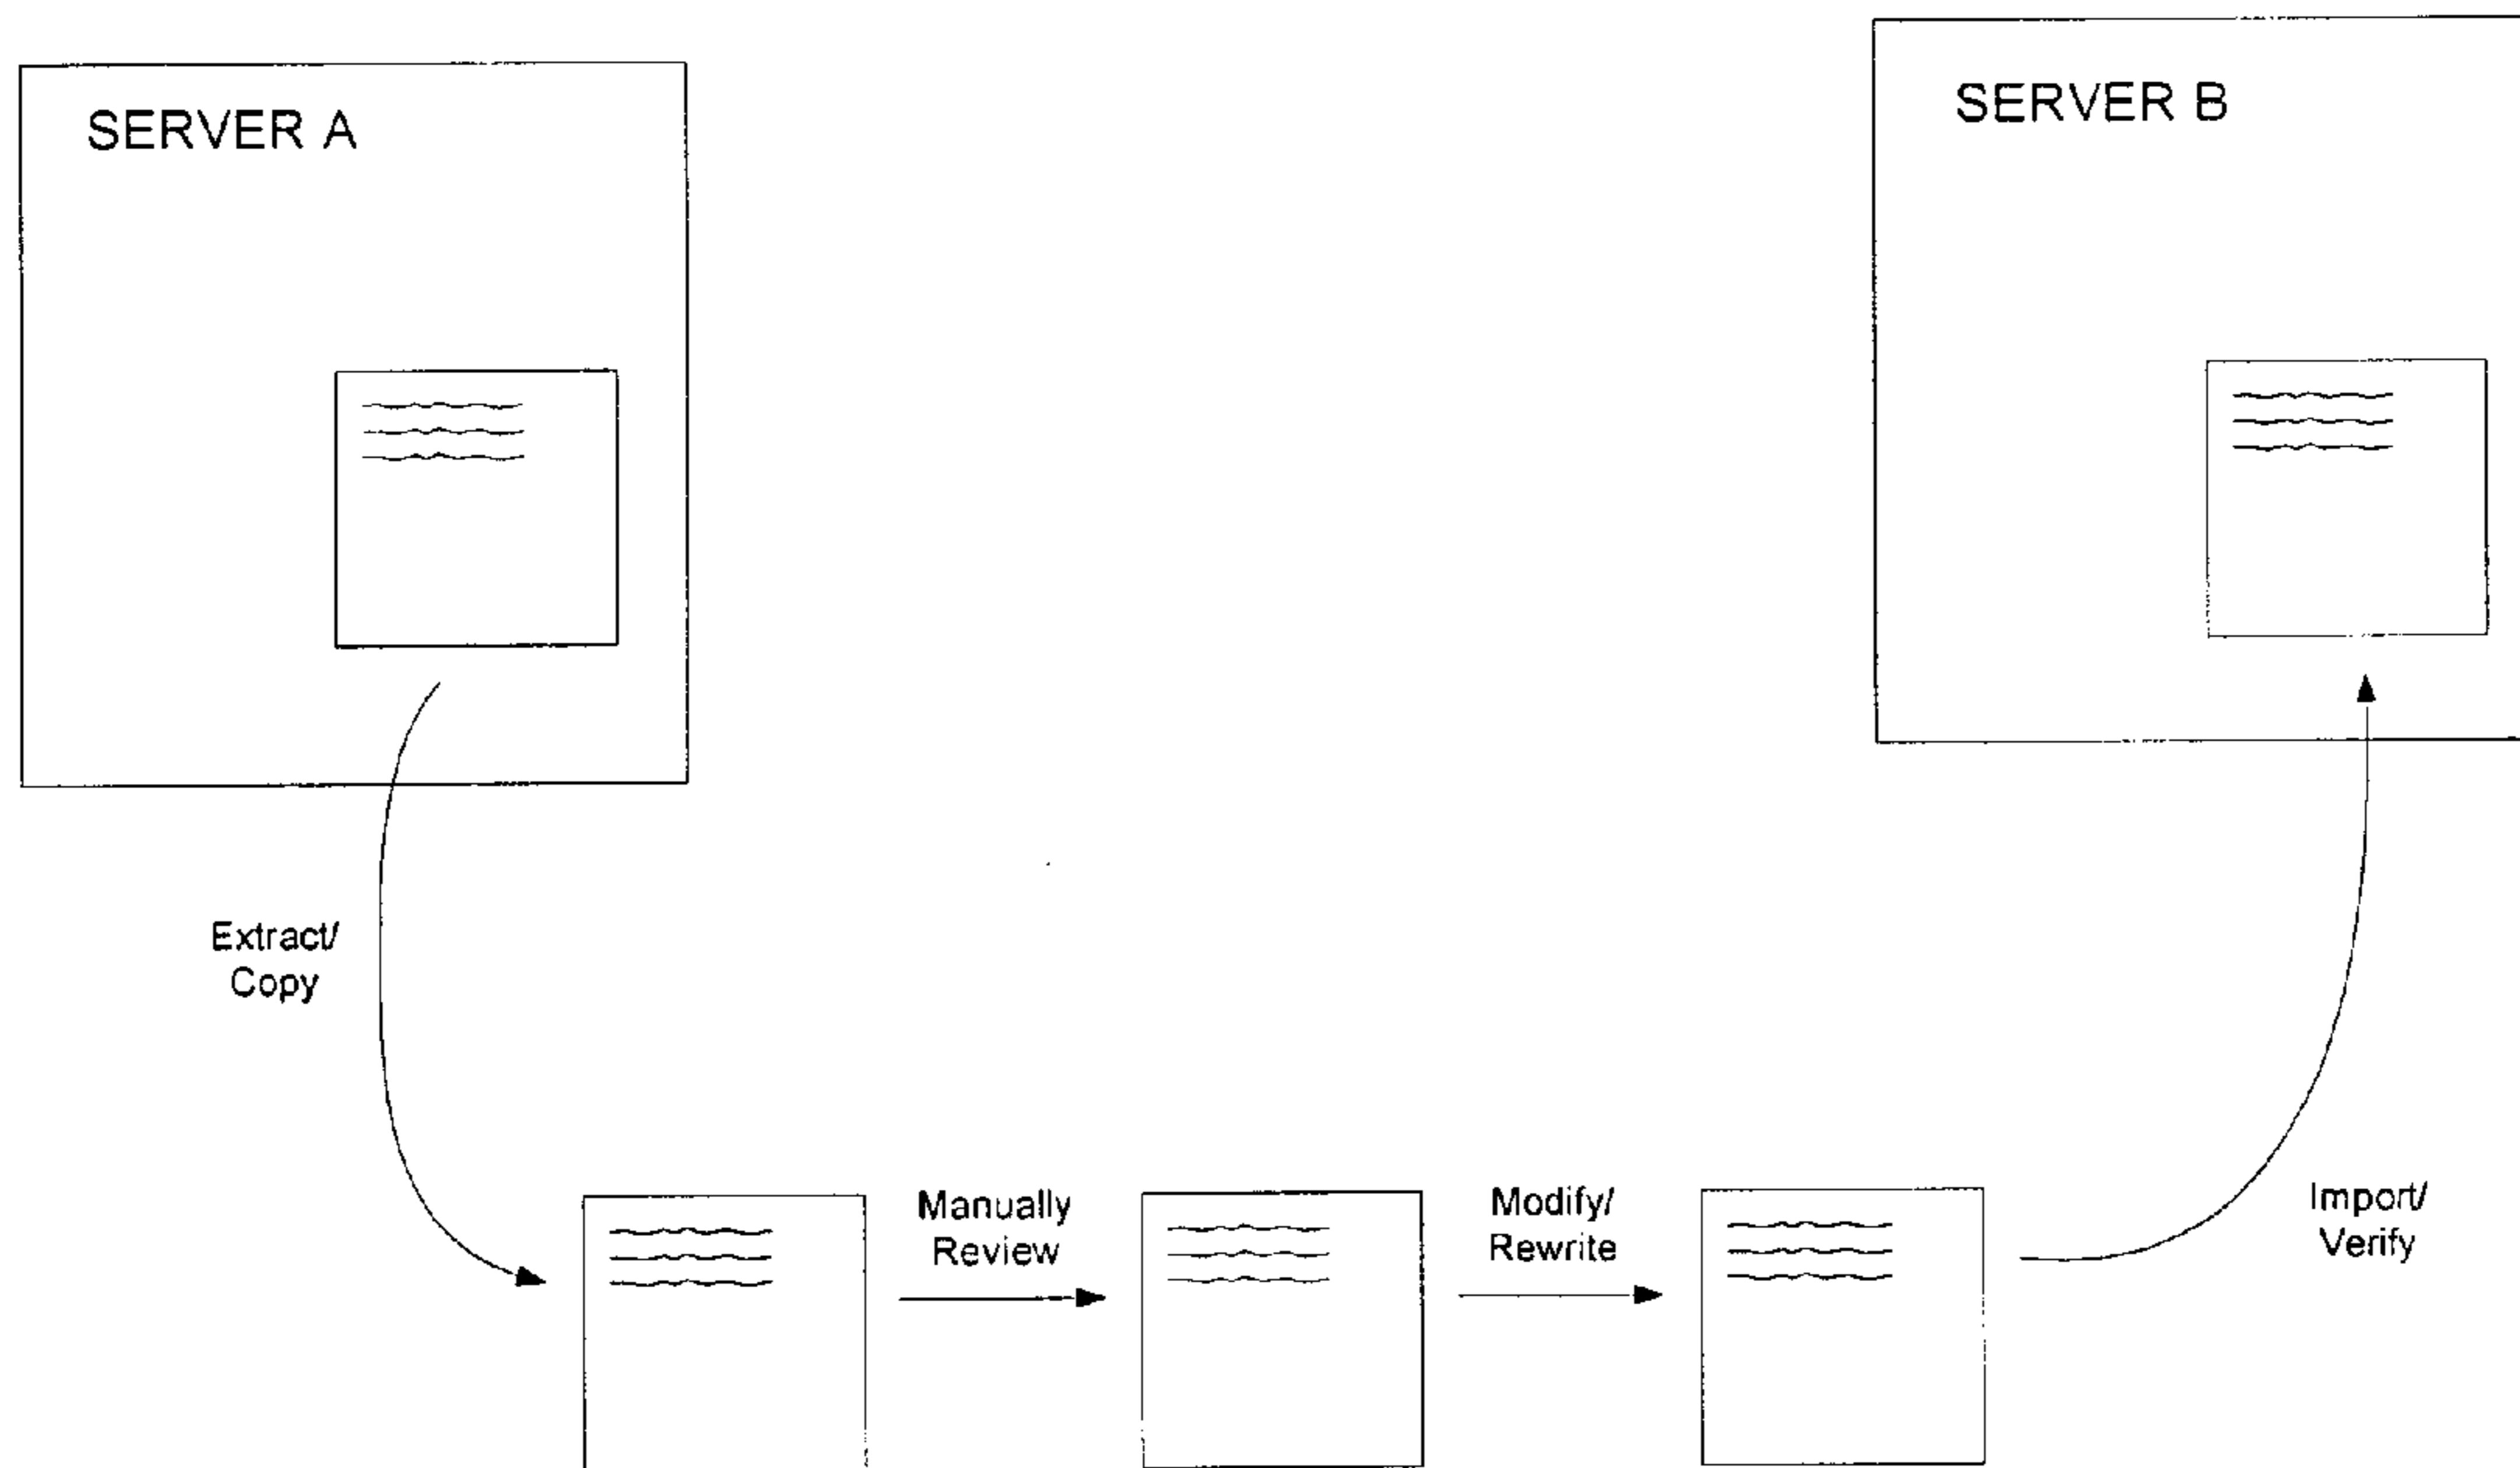 SERVER A
SERVER B
Extract/
Copy
Manually
Review
Modify/
Rewrite
Import/
Verify